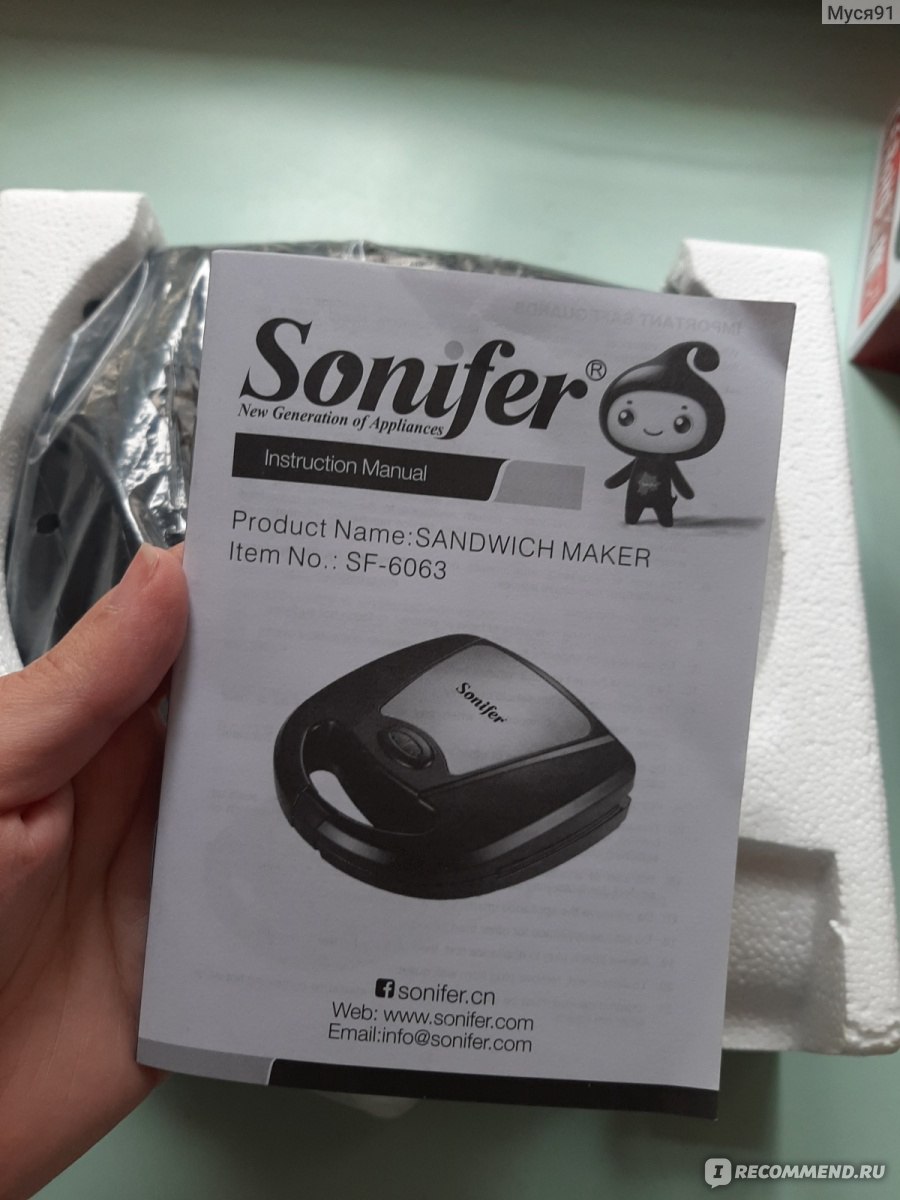 Муся91
Sonifer®
New Generation of Appliances
Instruction Manual
Product Name:SANDWICH MAKER
Item No.: SF-6063
Sonifer
sonifer.cn
Web: www.sonifer.com
Email:info@sonifer.com
IRECOMMEND.RU